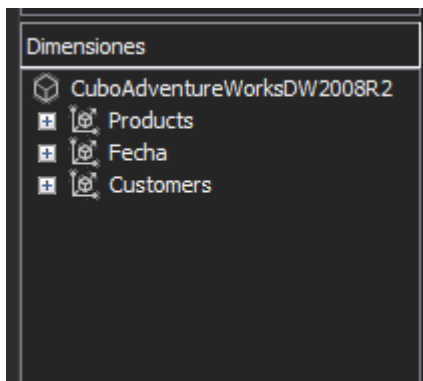 Dimensiones
CuboAdventureWorksDW2008R2
Products
Fecha
Customers